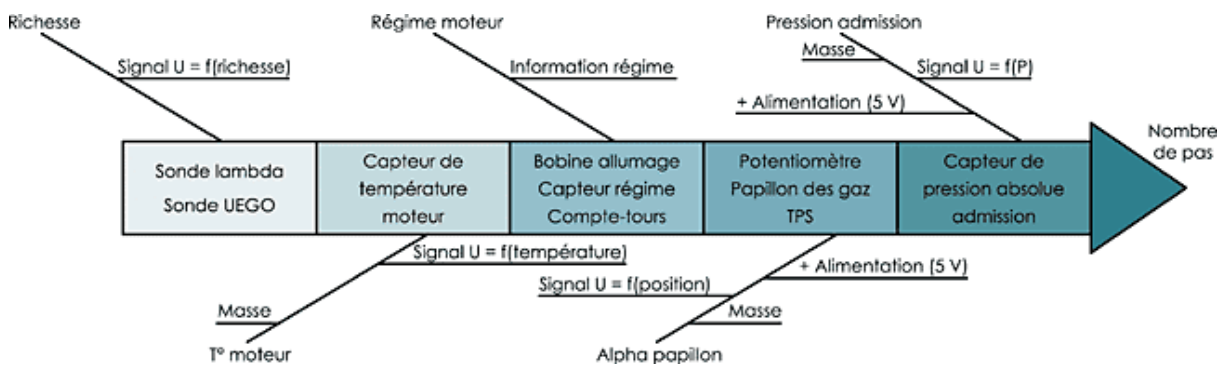 Richesse
Signal U = f(richesse)
Régime moteur
Information régime
Pression admission
Masse
Signal U = f(P)
+ Alimentation (5 V)
Nombre
de pas
Sonde lambda
Sonde UEGO
Capteur de
température
moteur
Bobine allumage
Capteur régime
Compte-tours
Potentiomètre
Papillon des gaz
TPS
Capteur de
pression absolue
admission
Signal U = f(température)
Masse
T° moteur
+ Alimentation (5 V)
Signal U = f(position)
Masse
Alpha papillon